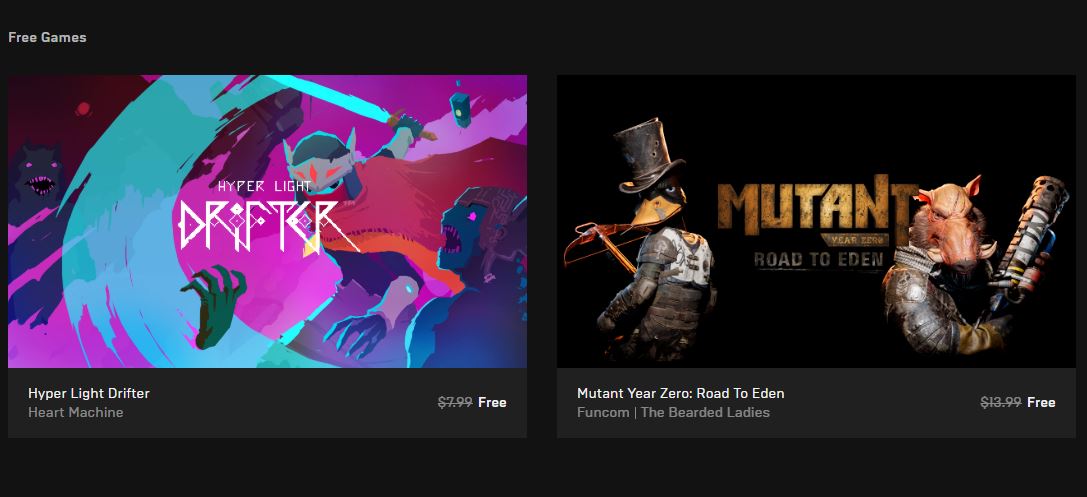 Free Games
HYPER LIGHT
DRIFTER™
MUTANT
YEAR ZERO
ROAD TO EDEN
Hyper Light Drifter
Heart Machine
$7.99 Free
Mutant Year Zero: Road To Eden
Funcom | The Bearded Ladies
$13.99 Free